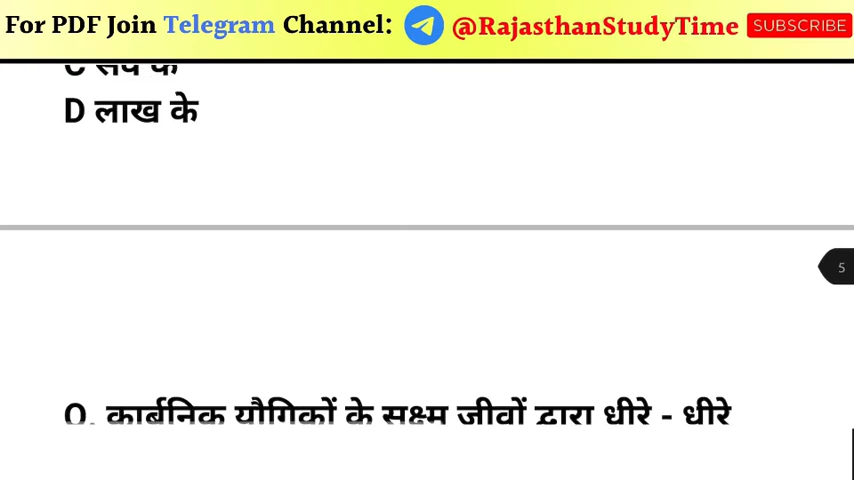 For PDF Join Telegram Channel: @RajasthanStudyTime SUBSCRIBE
C के
D लाख के
5
Q. कार्बनिक यौगिकों के सूक्ष्म जीवों द्वारा धीरे - धीरे